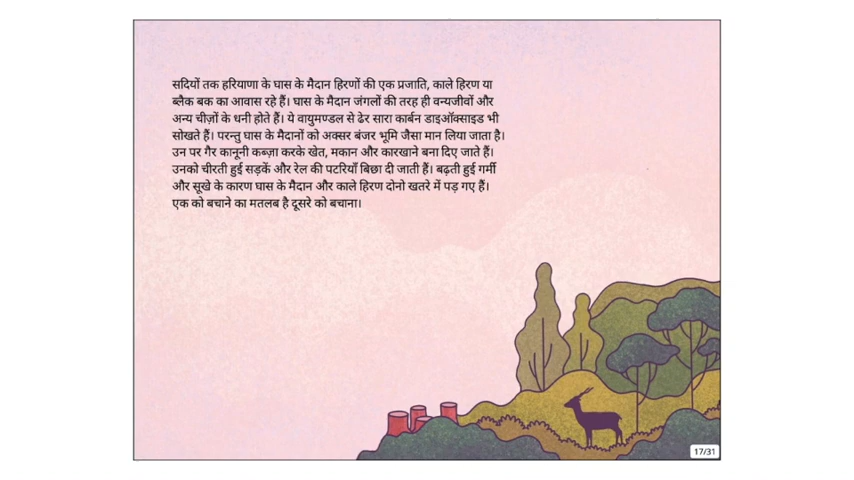 सदियों तक हरियाणा के घास के मैदान हिरणों की एक प्रजाति, काले हिरण या
ब्लैक बक का आवास रहे हैं। घास के मैदान जंगलों की तरह ही वन्यजीवों और
अन्य चीज़ों के धनी होते हैं। ये वायुमण्डल से ढेर सारा कार्बन डाइऑक्साइड भी
सोखते हैं। परन्तु घास के मैदानों को अक्सर बंजर भूमि जैसा मान लिया जाता है।
उन पर गैर कानूनी कब्ज़ा करके खेत, मकान और कारखाने बना दिए जाते हैं।
उनको चीरती हुई सड़कें और रेल की पटरियाँ बिछा दी जाती हैं। बढ़ती हुई गर्मी
और सूखे के कारण घास के मैदान और काले हिरण दोनो खतरे में पड़ गए हैं।
एक को बचाने का मतलब है दूसरे को बचाना।
17/31